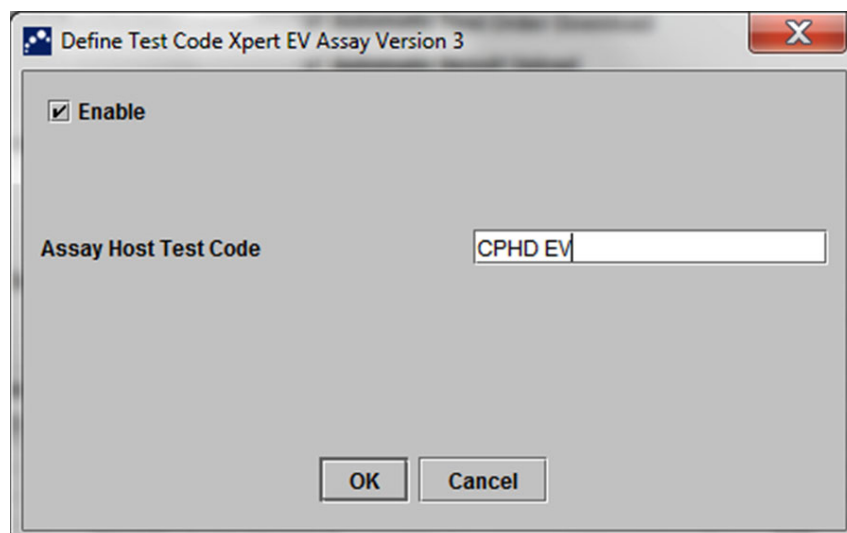 Define Test Code Xpert EV Assay Version 3
Enable
Assay Host Test Code
CPHD EV
OK
Cancel